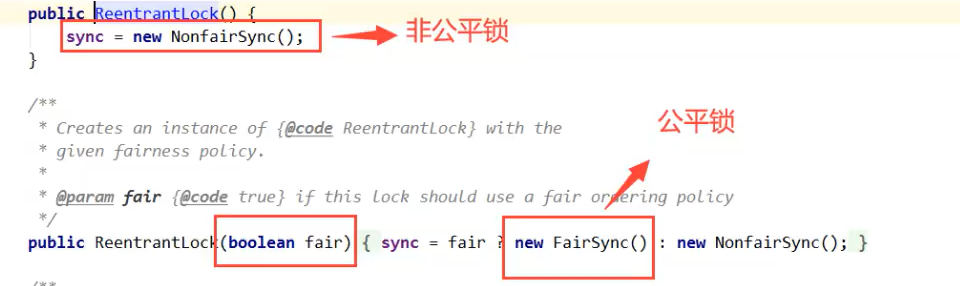 public ReentrantLock() {
sync = new NonfairSync();
非公平锁
}
/**
* Creates an instance of {@code ReentrantLock} with the
公平锁
* given fairness policy.
*
* @param fair {@code true} if this lock should use a fair ordering policy
*/
public ReentrantLock(boolean fair) { sync = fair ? new FairSync() : new NonfairSync(); }
/**